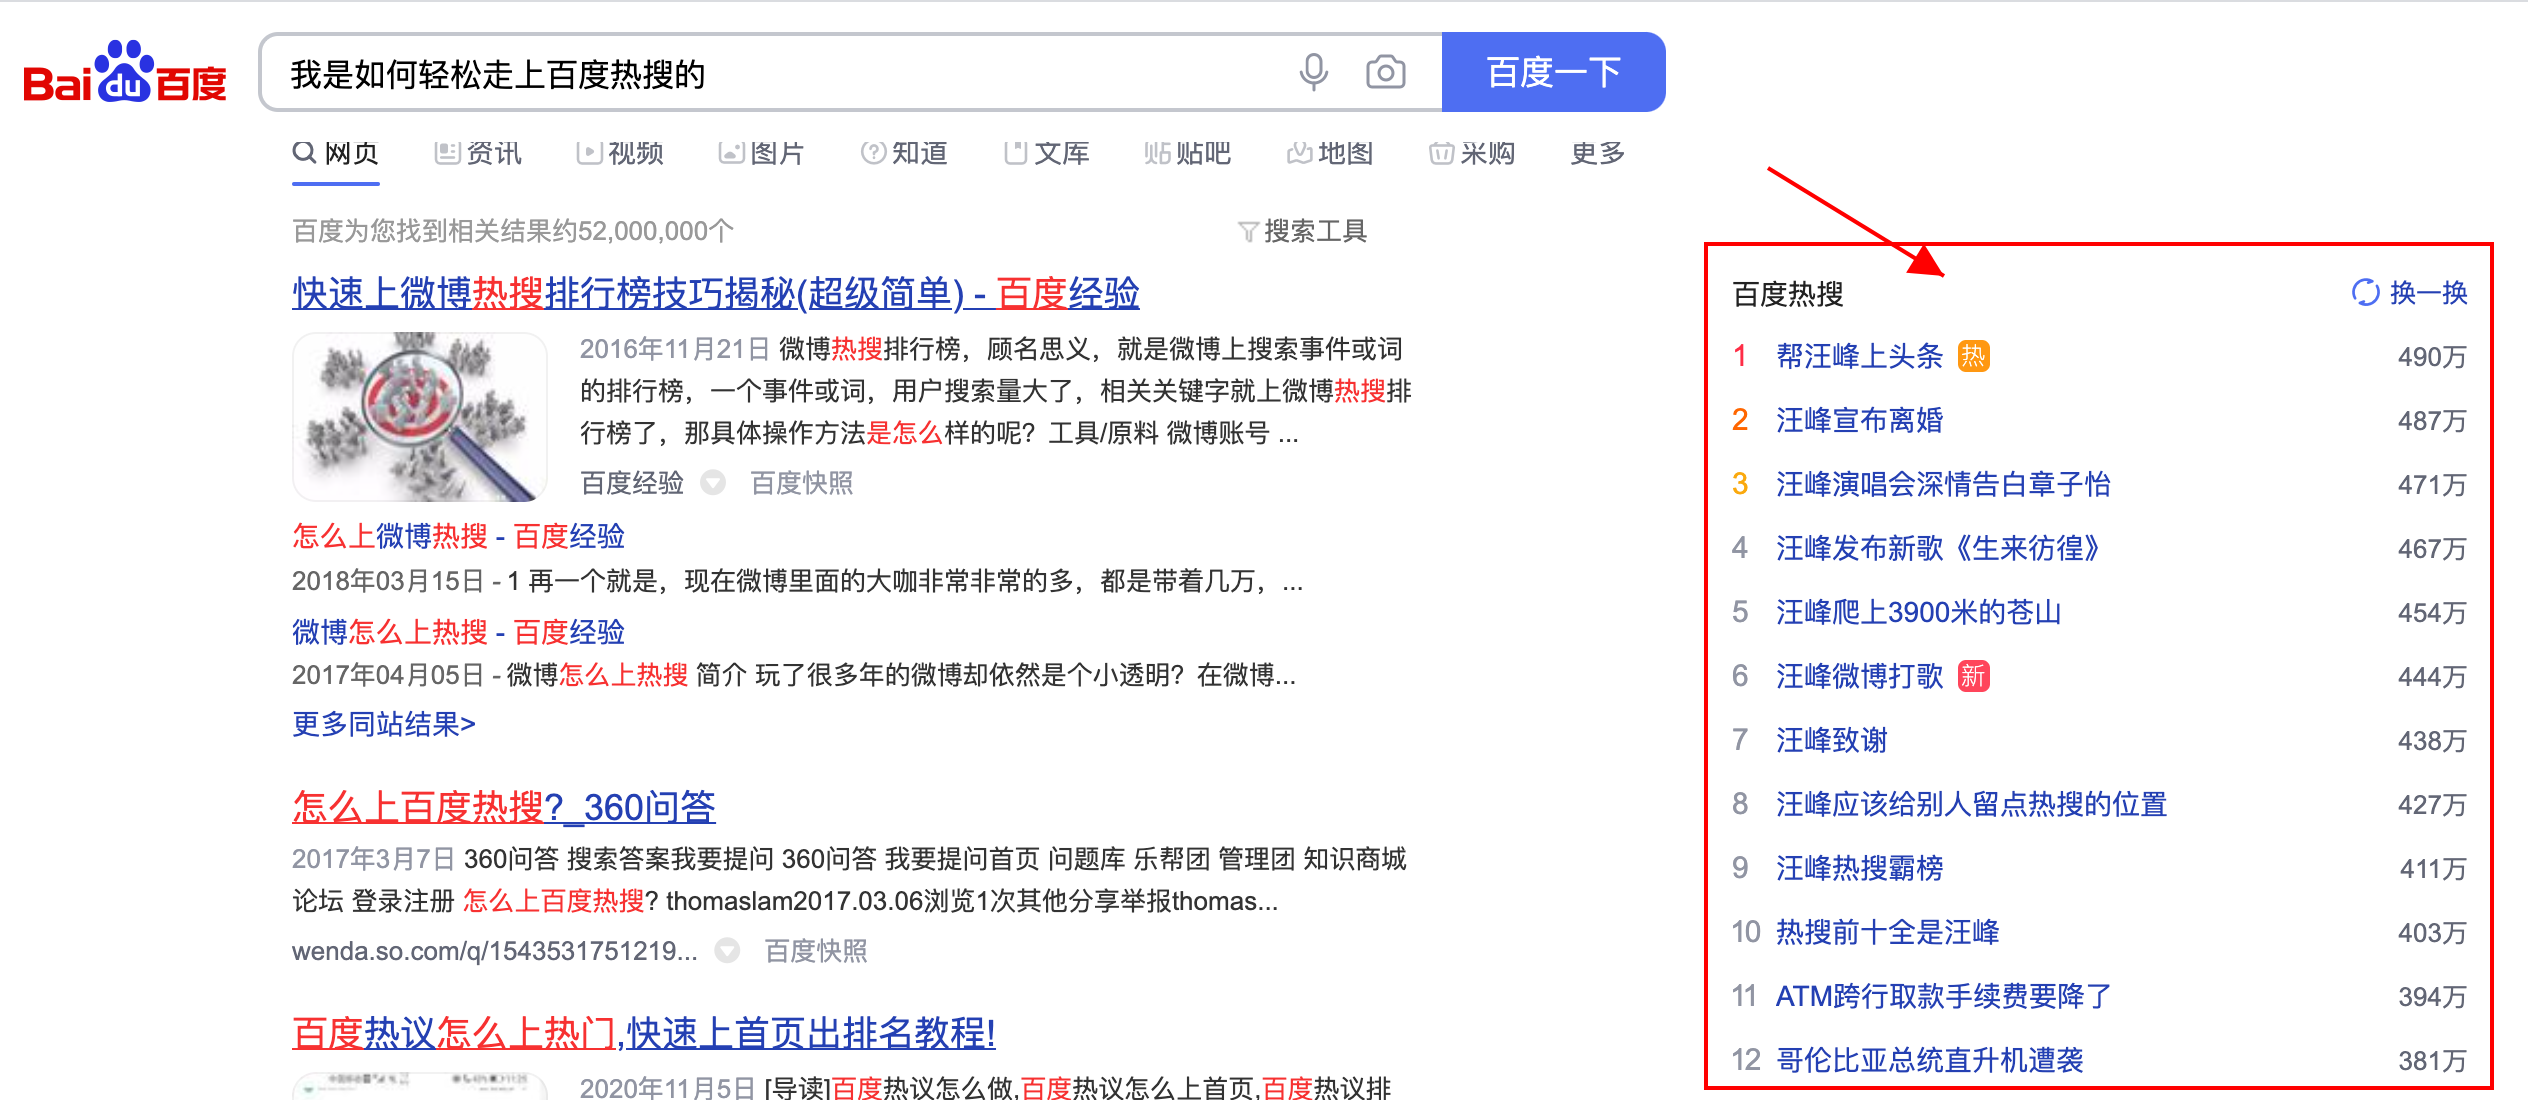 Baidu百度
我是如何轻松走上百度热搜的
百度一下
网页 资讯 视频 图片 知道 文库 贴吧 地图 采购 更多
百度为您找到相关结果约52,000,000个
搜索工具
快速上微博热搜排行榜技巧揭秘(超级简单) - 百度经验
2016年11月21日 微博热搜排行榜，顾名思义，就是微博上搜索事件或词
的排行榜，一个事件或词，用户搜索量大了，相关关键字就上微博热搜排
行榜了，那具体操作方法是怎么样的呢？工具/原料 微博账号 ...
百度经验 百度快照
怎么上微博热搜 - 百度经验
2018年03月15日 - 1 再一个就是，现在微博里面的大咖非常非常的多，都是带着几万，...
微博怎么上热搜 - 百度经验
2017年04月05日 - 微博怎么上热搜 简介 玩了很多年的微博却依然是个小透明？在微博...
更多同站结果>
怎么上百度热搜?_360问答
2017年3月7日 360问答 搜索答案我要提问 360问答 我要提问首页 问题库 乐帮团 管理团 知识商城
论坛 登录注册 怎么上百度热搜? thomaslam2017.03.06浏览1次其他分享举报thomas...
wenda.so.com/q/1543531751219... 百度快照
百度热议怎么上热门,快速上首页出排名教程!
2020年11月5日 [导读]百度热议怎么做,百度热议怎么上首页,百度热议排
百度热搜 换一换
1 帮汪峰上头条 热 490万
2 汪峰宣布离婚 487万
3 汪峰演唱会深情告白章子怡 471万
4 汪峰发布新歌《生来彷徨》 467万
5 汪峰爬上3900米的苍山 454万
6 汪峰微博打歌 新 444万
7 汪峰致谢 438万
8 汪峰应该给别人留点热搜的位置 427万
9 汪峰热搜霸榜 411万
10 热搜前十全是汪峰 403万
11 ATM跨行取款手续费要降了 394万
12 哥伦比亚总统直升机遭袭 381万